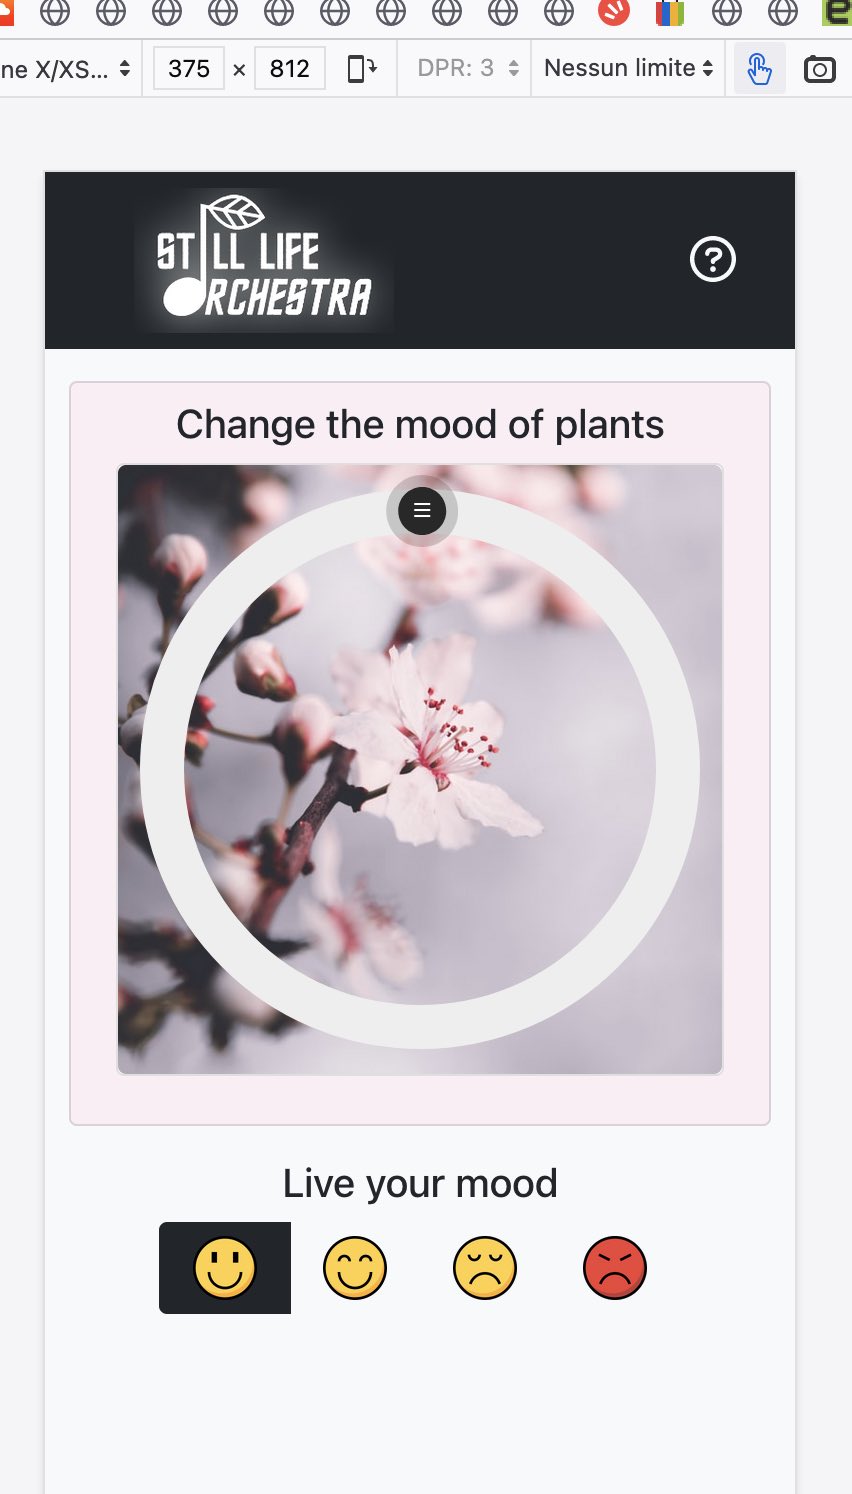 ne X/XS... 375 × 812 DPR: 3 Nessun limite
STILL LIFE
ORCHESTRA
?
Change the mood of plants
Live your mood